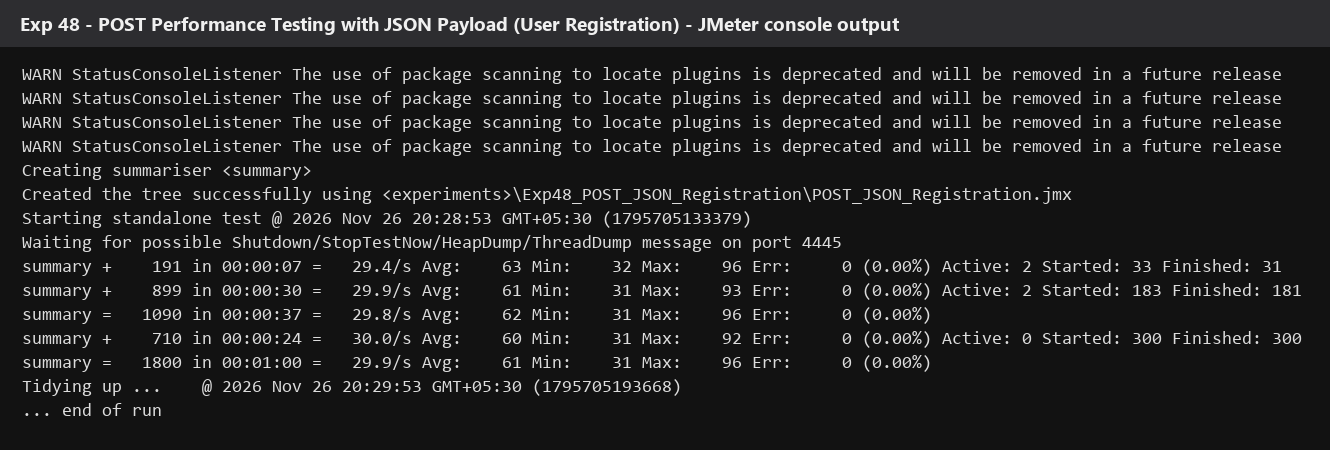 Exp 48 - POST Performance Testing with JSON Payload (User Registration) - JMeter console output
WARN StatusConsoleListener The use of package scanning to locate plugins is deprecated and will be removed in a future release
WARN StatusConsoleListener The use of package scanning to locate plugins is deprecated and will be removed in a future release
WARN StatusConsoleListener The use of package scanning to locate plugins is deprecated and will be removed in a future release
WARN StatusConsoleListener The use of package scanning to locate plugins is deprecated and will be removed in a future release
Creating summariser <summary>
Created the tree successfully using <experiments>\Exp48_POST_JSON_Registration\POST_JSON_Registration.jmx
Starting standalone test @ 2026 Nov 26 20:28:53 GMT+05:30 (1795705133379)
Waiting for possible Shutdown/StopTestNow/HeapDump/ThreadDump message on port 4445
summary +    191 in 00:00:07 =   29.4/s Avg:    63 Min:    32 Max:    96 Err:     0 (0.00%) Active: 2 Started: 33 Finished: 31
summary +    899 in 00:00:30 =   29.9/s Avg:    61 Min:    31 Max:    93 Err:     0 (0.00%) Active: 2 Started: 183 Finished: 181
summary =   1090 in 00:00:37 =   29.8/s Avg:    62 Min:    31 Max:    96 Err:     0 (0.00%)
summary +    710 in 00:00:24 =   30.0/s Avg:    60 Min:    31 Max:    92 Err:     0 (0.00%) Active: 0 Started: 300 Finished: 300
summary =   1800 in 00:01:00 =   29.9/s Avg:    61 Min:    31 Max:    96 Err:     0 (0.00%)
Tidying up ...    @ 2026 Nov 26 20:29:53 GMT+05:30 (1795705193668)
... end of run